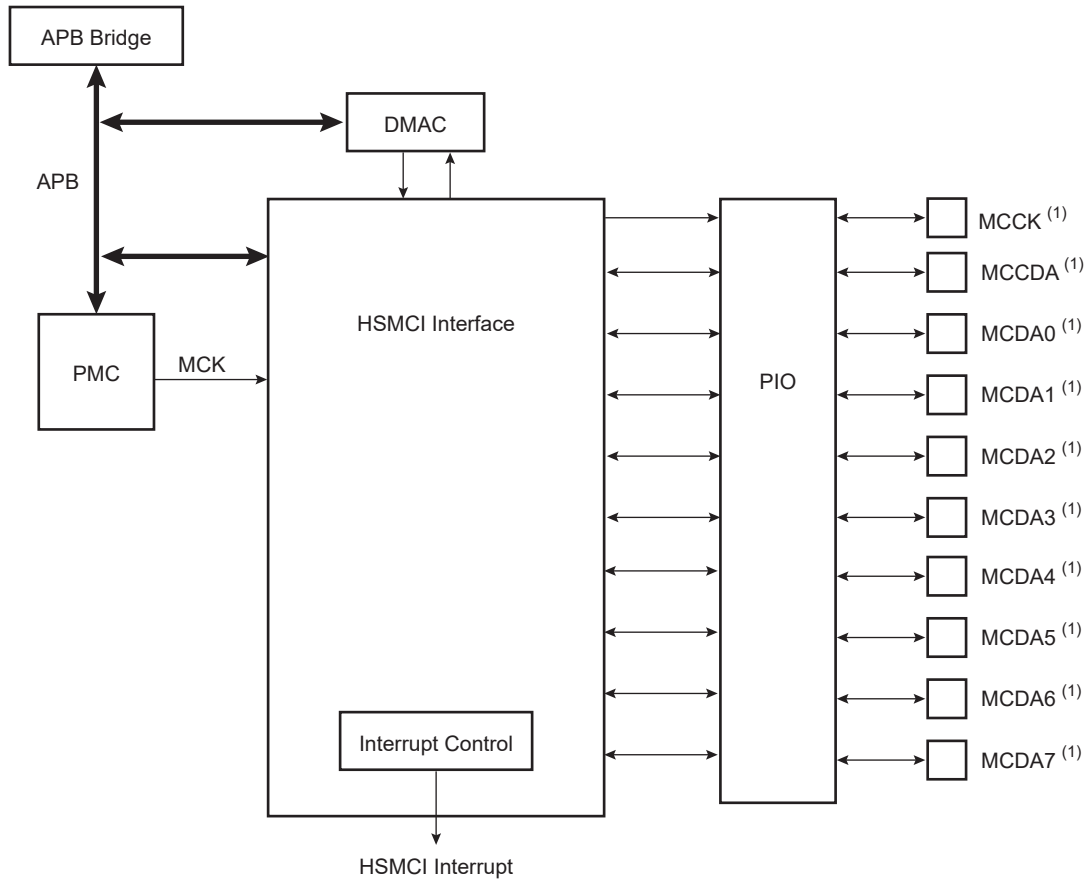 APB Bridge
DMAC
APB
MCCK (1)
MCCDA (1)
HSMCI Interface
MCDA0 (1)
PMC
MCK
PIO
MCDA1 (1)
MCDA2 (1)
MCDA3 (1)
MCDA4 (1)
MCDA5 (1)
MCDA6 (1)
Interrupt Control
MCDA7 (1)
HSMCI Interrupt